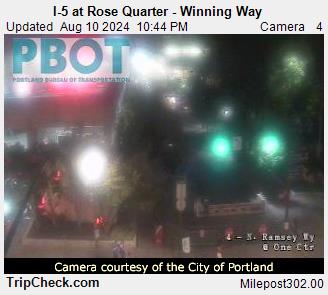 I-5 at Rose Quarter - Winning Way
Updated Aug 10 2024 10:44 PM Camera 4
PBOT
PORTLAND BUREAU OF TRANSPORTATION
4 - N. Ramsey Wy
@ One Ctr
Camera courtesy of the City of Portland
TripCheck.com Milepost302.00